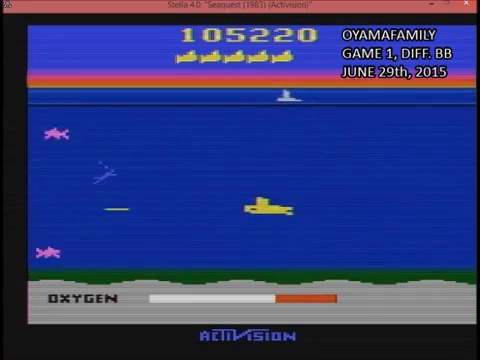 Stella 4.0: "Seaquest (1983) (Activision)"
105220
OYAMAFAMILY
GAME 1, DIFF. BB
JUNE 29th, 2015
OXYGEN
ACTIVISION